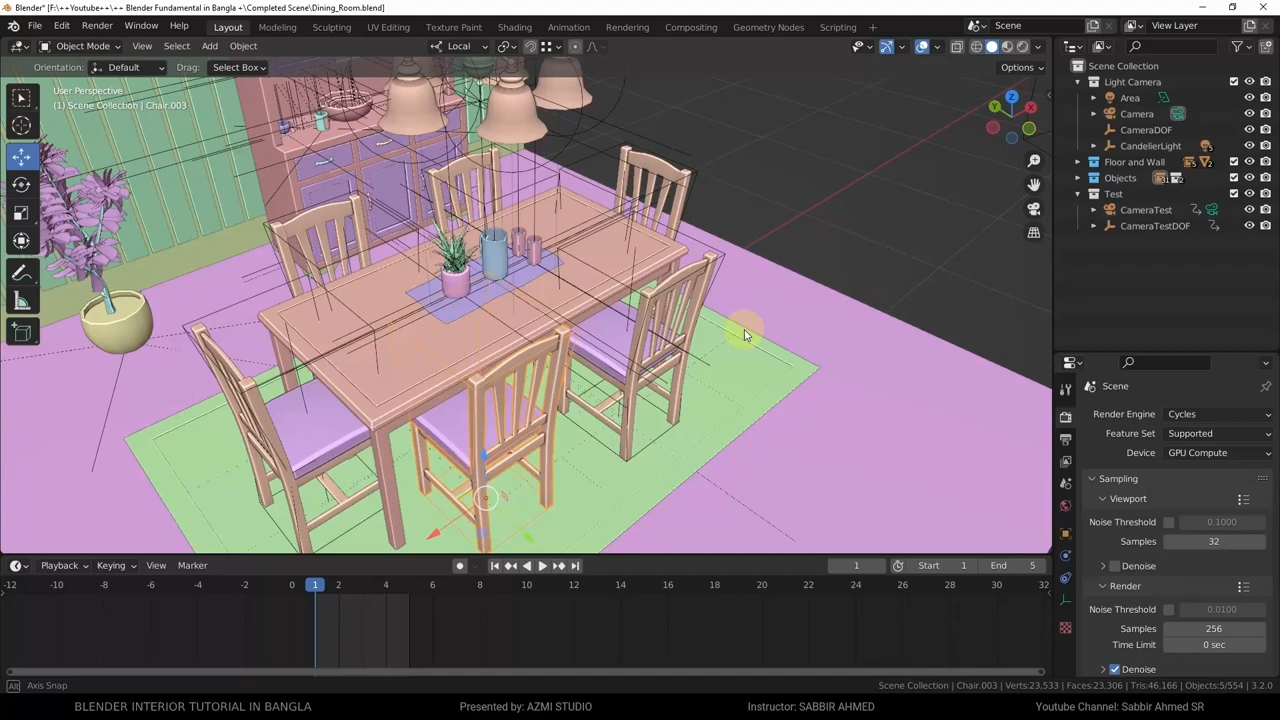 Blender* [F:\++Youtube++\++ Blender Fundamental in Bangla +\Completed Scene\Dining_Room.blend]
File Edit Render Window Help Layout Modeling Sculpting UV Editing Texture Paint Shading Animation Rendering Compositing Geometry Nodes Scripting + Scene View Layer
Object Mode View Select Add Object Local
Orientation: Default Drag: Select Box Options
User Perspective
(1) Scene Collection | Chair.003
Z
Y
X
Scene Collection
Light Camera
Area
Camera
CameraDOF
CandelierLight 5
Floor and Wall 5 2
Objects 31 2
Test
CameraTest
CameraTestDOF
Scene
Render Engine Cycles
Feature Set Supported
Device GPU Compute
Sampling
Viewport
Noise Threshold 0.1000
Samples 32
Denoise
Render
Noise Threshold 0.0100
Samples 256
Time Limit 0 sec
Denoise
Playback Keying View Marker 1 Start 1 End 5
-12 -10 -8 -6 -4 -2 0 1 2 4 6 8 10 12 14 16 18 20 22 24 26 28 30 32
Alt Axis Snap Scene Collection | Chair.003 | Verts:23,533 | Faces:23,306 | Tris:46,166 | Objects:5/554 | 3.2.0
BLENDER INTERIOR TUTORIAL IN BANGLA Presented by: AZMI STUDIO Instructor: SABBIR AHMED Youtube Channel: Sabbir Ahmed SR